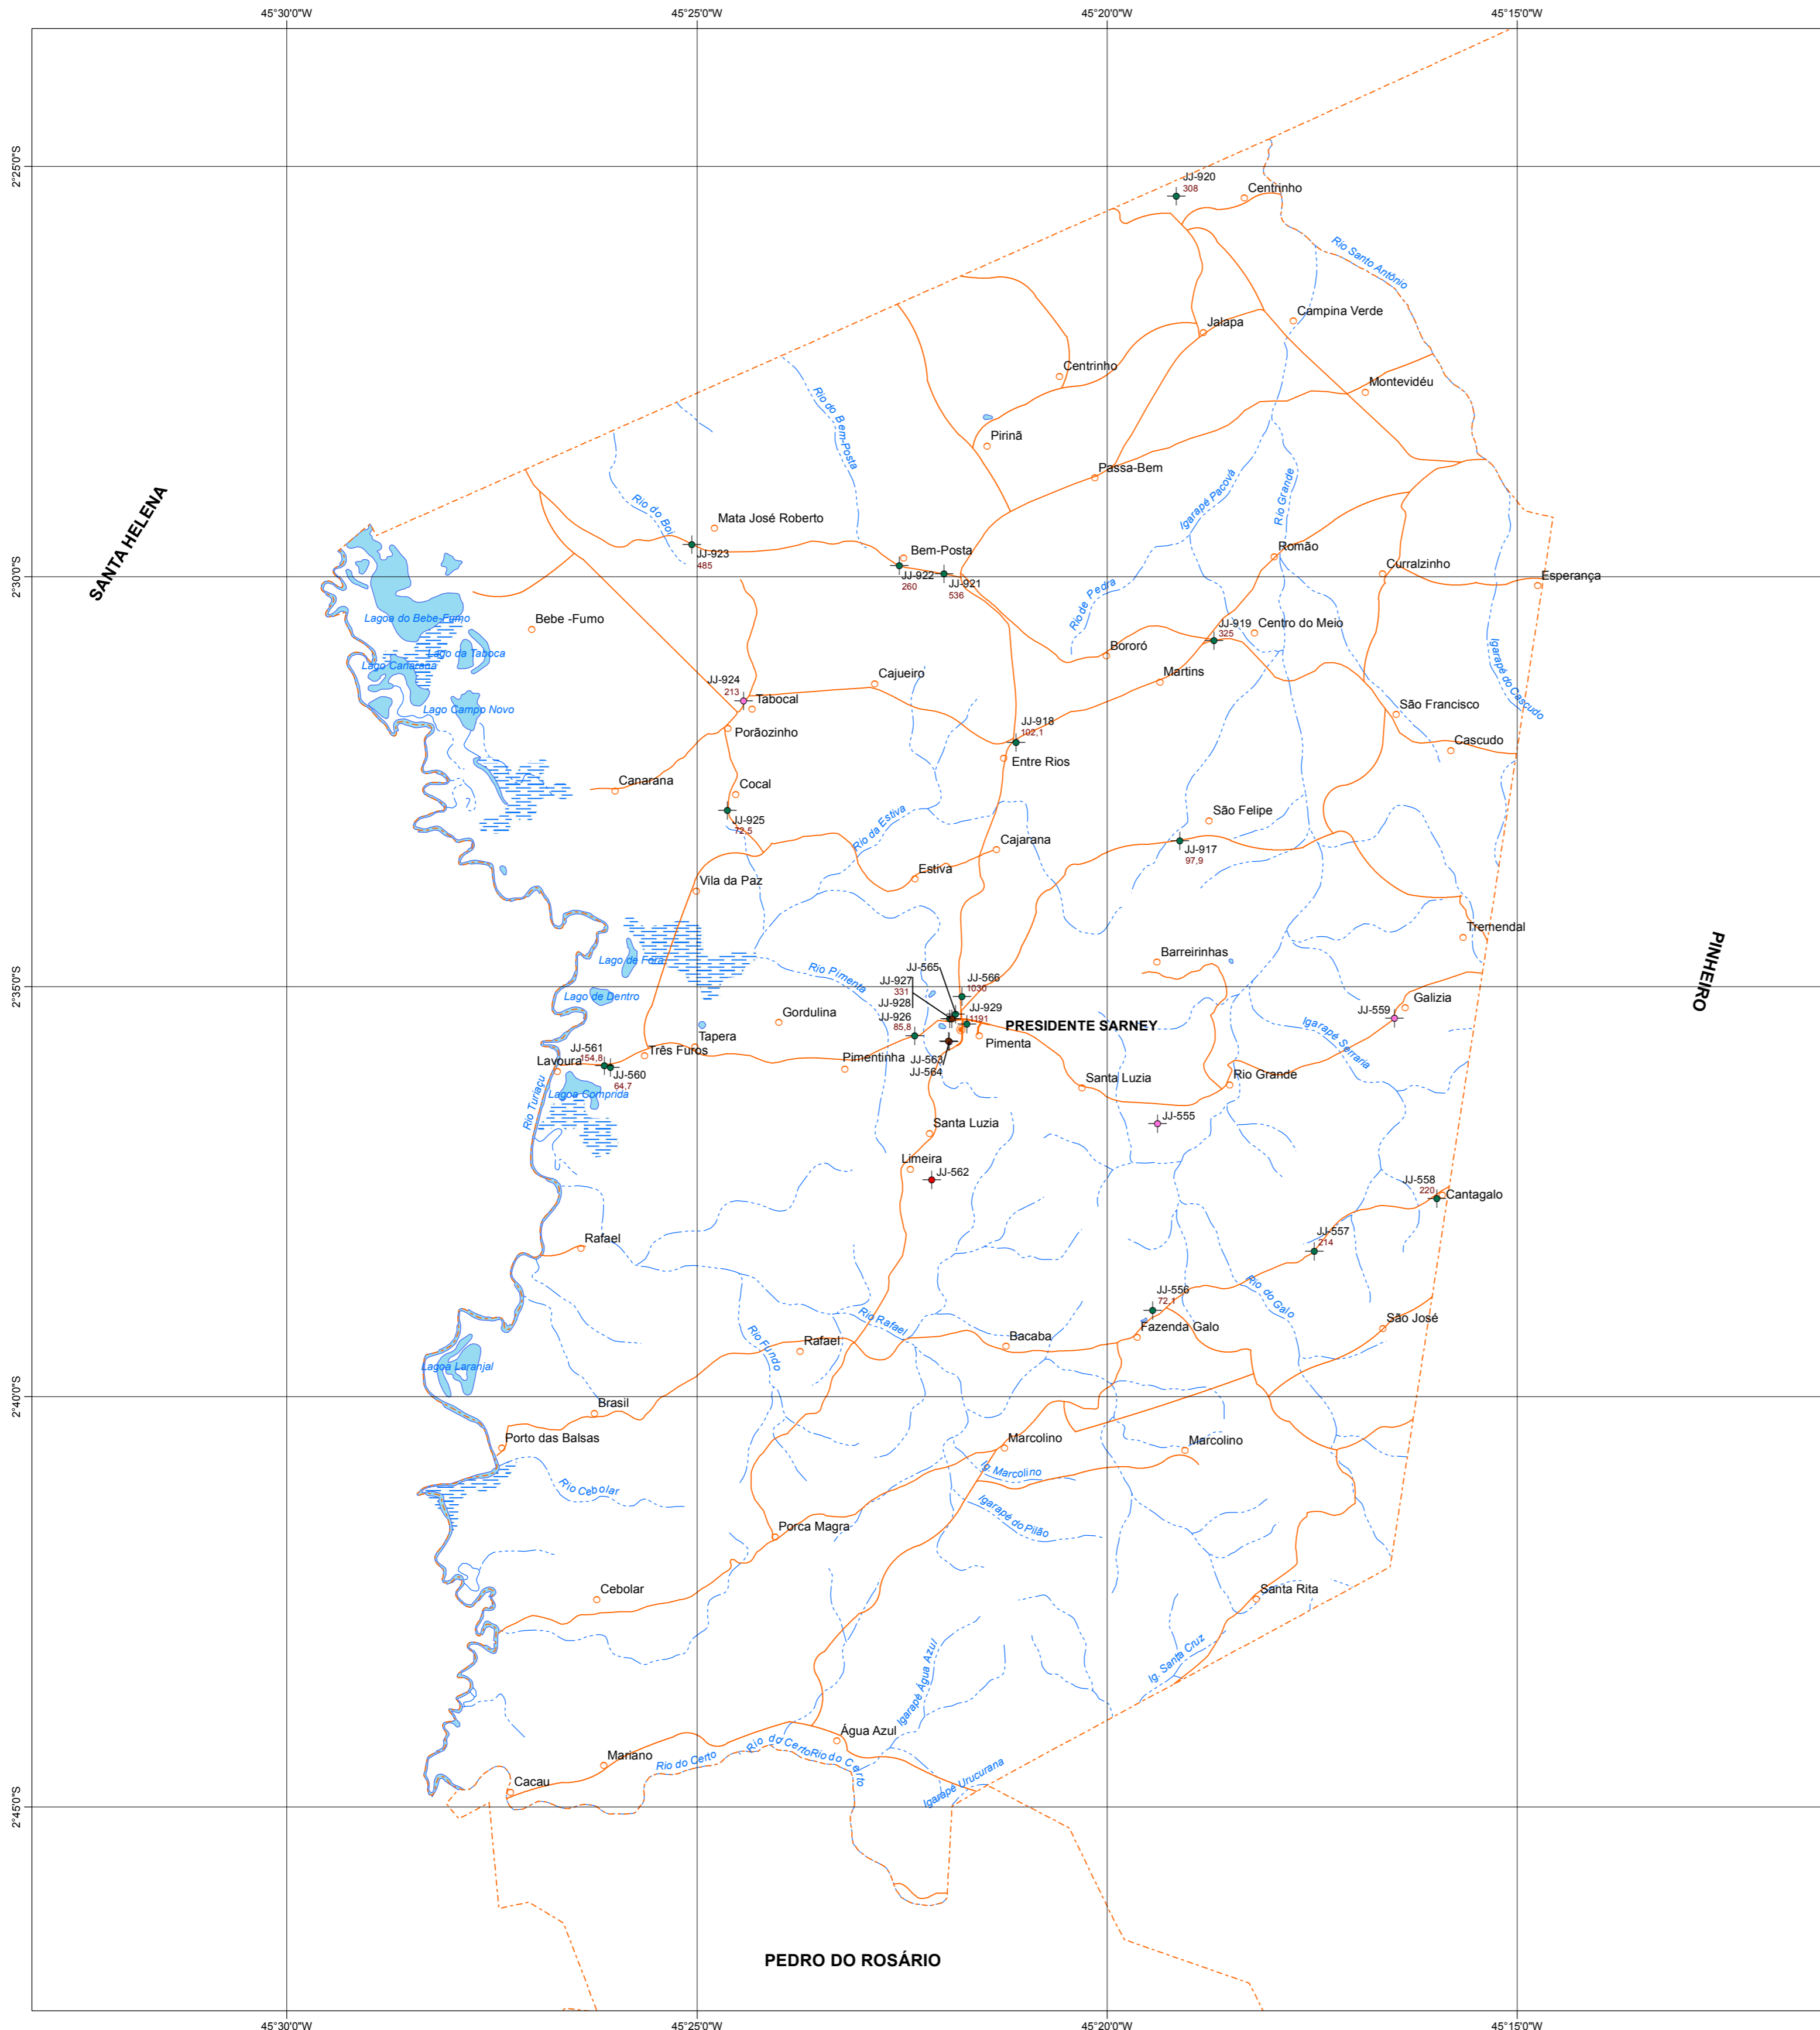 45°30'0"W
45°25'0"W
45°20'0"W
45°15'0"W
2°25'0"S
JJ-920
308
Centrinho
Rio Santo Antônio
Campina Verde
Jalapa
Centrinho
Montevidéu
Rio do Bem-Posta
Pirinã
Passa-Bem
Igarapé Pacová
Rio Grande
SANTA HELENA
Rio do Boi
Mata José Roberto
JJ-923
485
Bem-Posta
JJ-922
260
JJ-921
536
Romão
Curralzinho
Esperança
2°30'0"S
Rio de Pedra
Lagoa do Bebe-Fumo
Bebe -Fumo
JJ-919
325
Centro do Meio
Lago da Taboca
Lago Canarana
Bororó
Martins
Igarapé do Cascudo
JJ-924
213
Cajueiro
Tabocal
Lago Campo Novo
São Francisco
Porãozinho
JJ-918
102,1
Cascudo
Entre Rios
Canarana
Cocal
JJ-925
72,5
Rio da Estiva
São Felipe
Cajarana
JJ-917
97,9
Estiva
Vila da Paz
Tremendal
PINHEIRO
Barreirinhas
Lago de Fora
Rio Pimenta
JJ-565
JJ-927
331
JJ-566
1030
2°35'0"S
Lago de Dentro
JJ-928
JJ-929
1191
JJ-926
85,8
Galizia
JJ-559
Gordulina
PRESIDENTE SARNEY
Igarapé Serraria
Tapera
Pimenta
JJ-561
154,8
Três Furos
Lavoura
Pimentinha
JJ-563
JJ-564
JJ-560
64,7
Santa Luzia
Rio Grande
Lagoa Comprida
Rio Turiaçu
JJ-555
Santa Luzia
Limeira
JJ-562
JJ-558
220
Cantagalo
Rafael
JJ-557
214
Rio do Galo
JJ-556
72,1
Rio Rafael
Rio Fundo
Rafael
Bacaba
Fazenda Galo
São José
Lagoa Laranjal
2°40'0"S
Brasil
Porto das Balsas
Marcolino
Marcolino
Ig. Marcolino
Rio Cebolar
Igarapé do Pilão
Porca Magra
Cebolar
Santa Rita
Ig. Santa Cruz
Igarapé Água Azul
Água Azul
Rio do Certo
Rio do Certo
Rio do Certo
Mariano
Igarapé Urucurana
Cacau
2°45'0"S
PEDRO DO ROSÁRIO
45°30'0"W
45°25'0"W
45°20'0"W
45°15'0"W